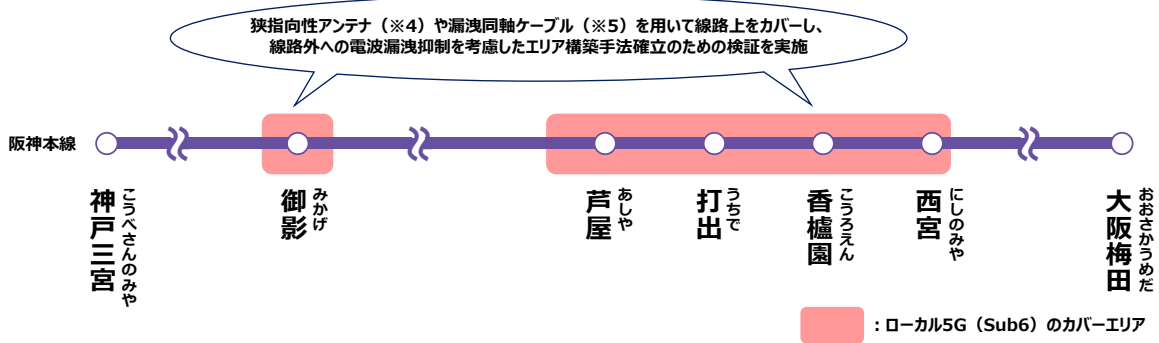 狭指向性アンテナ（※4）や漏洩同軸ケーブル（※5）を用いて線路上をカバーし、
線路外への電波漏洩抑制を考慮したエリア構築手法確立のための検証を実施
阪神本線
神戸三宮
こうべさんのみや
御影
みかげ
芦屋
あしや
打出
うちで
香櫨園
こうろえん
西宮
にしのみや
大阪梅田
おおさかうめだ
：ローカル5G（Sub6）のカバーエリア